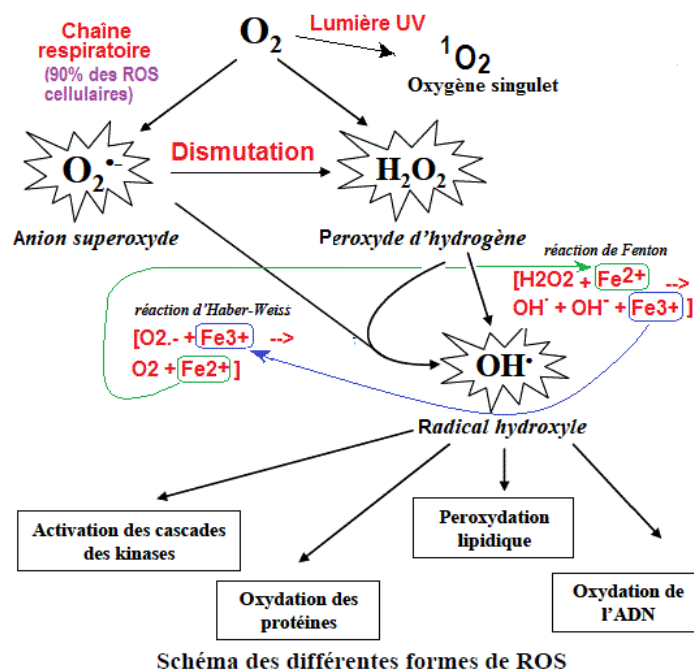 Chaîne
respiratoire
(90% des ROS
cellulaires)
O₂
Lumière UV
¹O₂
Oxygène singulet
O₂•-
Dismutation
H₂O₂
Anion superoxyde
Peroxyde d'hydrogène
réaction de Fenton
[H2O2 + Fe2+ -->
OH• + OH- + Fe3+ ]
réaction d'Haber-Weiss
[O2.- + Fe3+ -->
O2 + Fe2+ ]
OH•
Radical hydroxyle
Activation des cascades
des kinases
Oxydation des
protéines
Peroxydation
lipidique
Oxydation de
l'ADN
Schéma des différentes formes de ROS